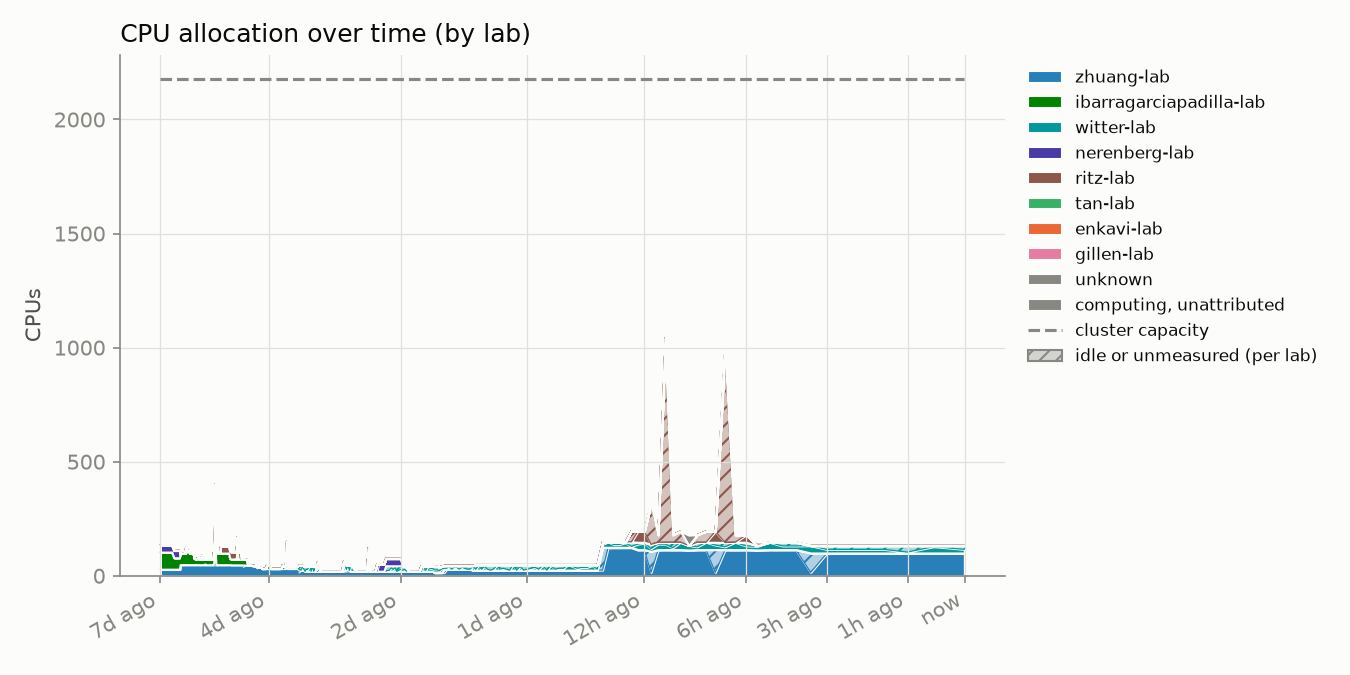 CPU allocation over time (by lab)
CPUs
2000
1500
1000
500
0
7d ago
4d ago
2d ago
1d ago
12h ago
6h ago
3h ago
1h ago
now
zhuang-lab
ibarragarciapadilla-lab
witter-lab
nerenberg-lab
ritz-lab
tan-lab
enkavi-lab
gillen-lab
unknown
computing, unattributed
cluster capacity
idle or unmeasured (per lab)